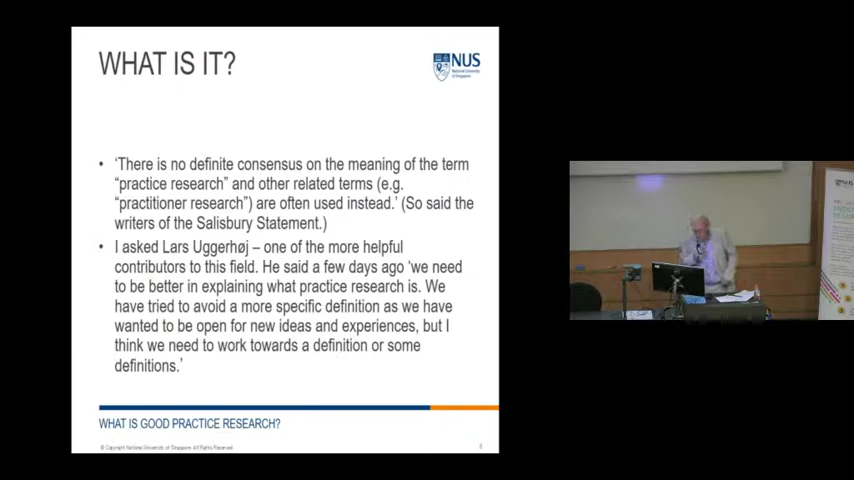 WHAT IS IT?
NUS
National University
of Singapore
• ‘There is no definite consensus on the meaning of the term
“practice research” and other related terms (e.g.
“practitioner research”) are often used instead.’ (So said the
writers of the Salisbury Statement.)
• I asked Lars Uggerhøj – one of the more helpful
contributors to this field. He said a few days ago ‘we need
to be better in explaining what practice research is. We
have tried to avoid a more specific definition as we have
wanted to be open for new ideas and experiences, but I
think we need to work towards a definition or some
definitions.’
WHAT IS GOOD PRACTICE RESEARCH?
© Copyright National University of Singapore. All Rights Reserved